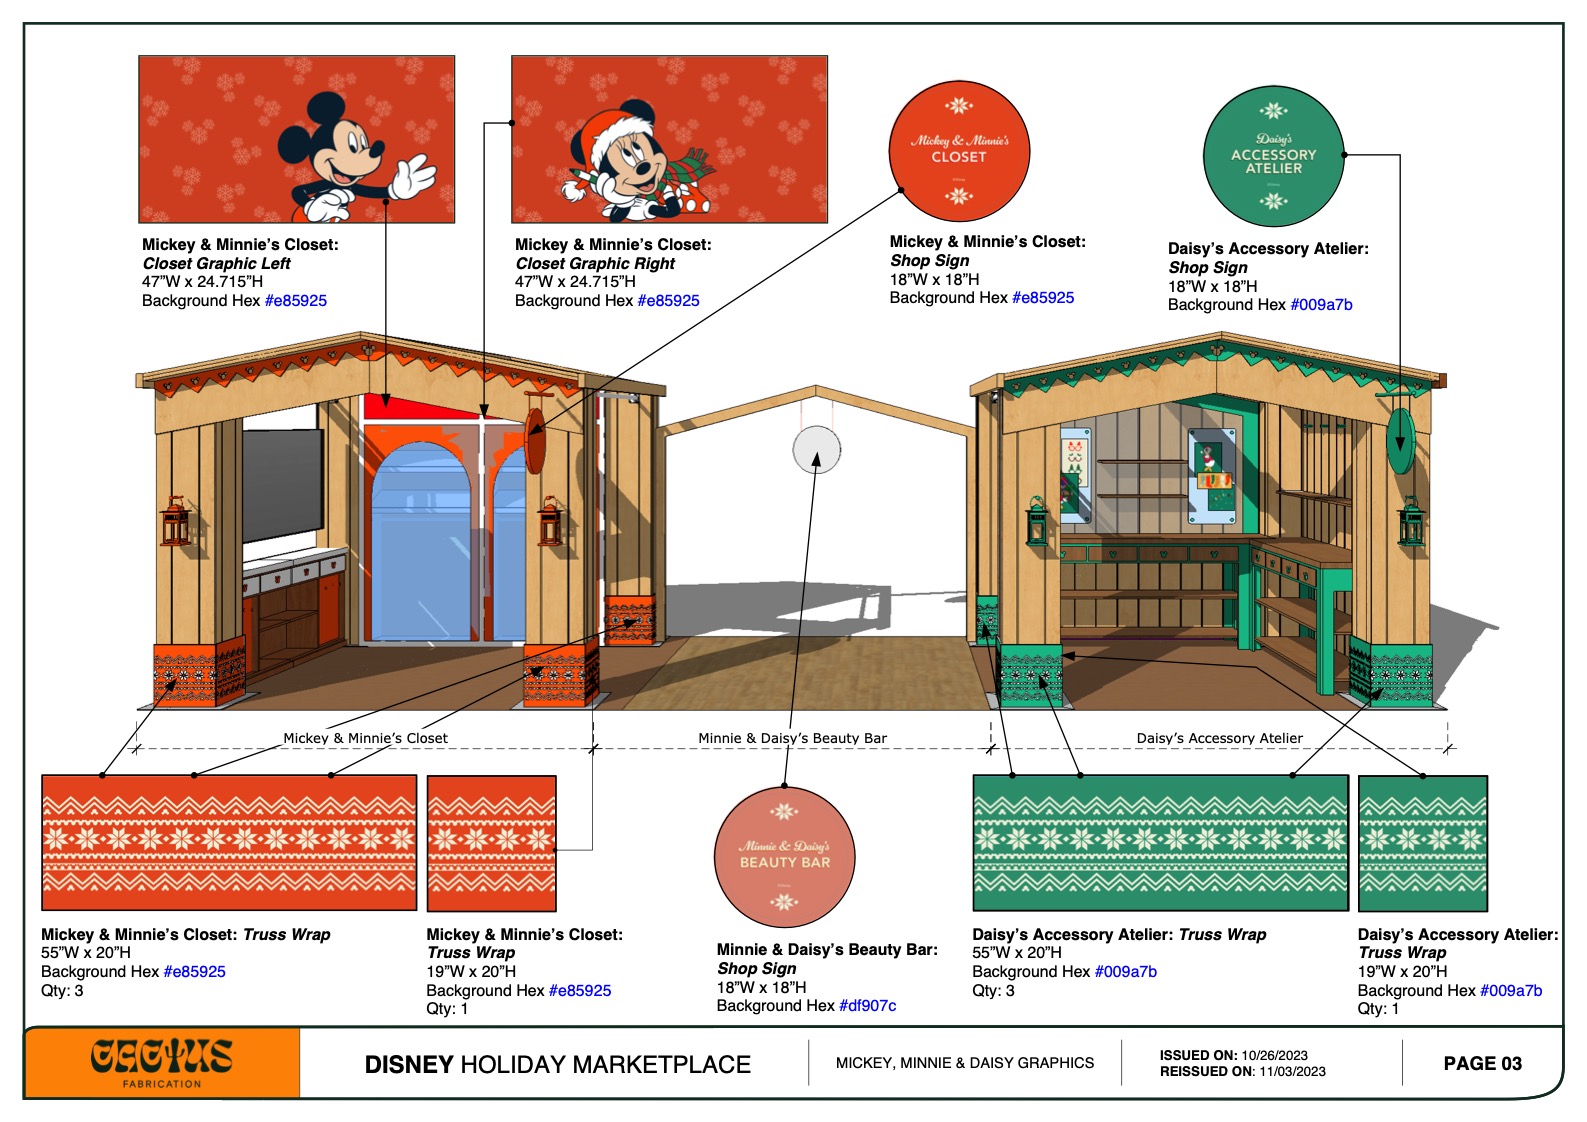 Mickey & Minnie's
CLOSET
Daisy's
ACCESSORY
ATELIER
Mickey & Minnie’s Closet:
Closet Graphic Left
47”W x 24.715”H
Background Hex #e85925
Mickey & Minnie’s Closet:
Closet Graphic Right
47”W x 24.715”H
Background Hex #e85925
Mickey & Minnie’s Closet:
Shop Sign
18”W x 18”H
Background Hex #e85925
Daisy’s Accessory Atelier:
Shop Sign
18”W x 18”H
Background Hex #009a7b
Mickey & Minnie’s Closet
Minnie & Daisy’s Beauty Bar
Daisy’s Accessory Atelier
Minnie & Daisy's
BEAUTY BAR
Mickey & Minnie’s Closet: Truss Wrap
55”W x 20”H
Background Hex #e85925
Qty: 3
Mickey & Minnie’s Closet:
Truss Wrap
19”W x 20”H
Background Hex #e85925
Qty: 1
Minnie & Daisy’s Beauty Bar:
Shop Sign
18”W x 18”H
Background Hex #df907c
Daisy’s Accessory Atelier: Truss Wrap
55”W x 20”H
Background Hex #009a7b
Qty: 3
Daisy’s Accessory Atelier:
Truss Wrap
19”W x 20”H
Background Hex #009a7b
Qty: 1
CACTUS
FABRICATION
DISNEY HOLIDAY MARKETPLACE
MICKEY, MINNIE & DAISY GRAPHICS
ISSUED ON: 10/26/2023
REISSUED ON: 11/03/2023
PAGE 03